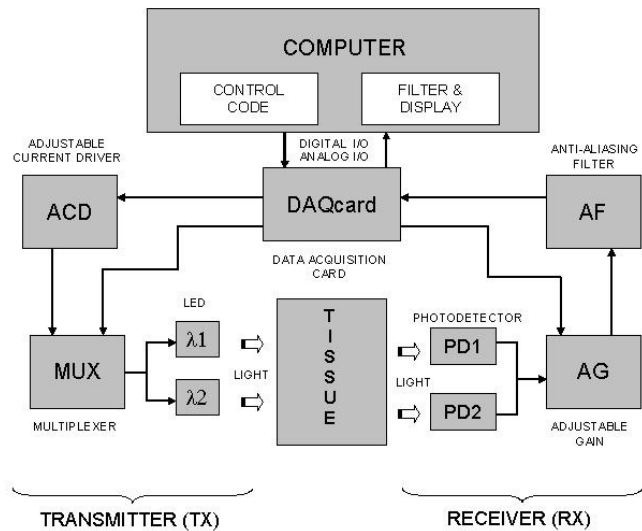 COMPUTER
CONTROL
CODE
FILTER &
DISPLAY
ADJUSTABLE
CURRENT DRIVER
DIGITAL I/O
ANALOG I/O
ANTI-ALIASING
FILTER
ACD
DAQcard
AF
DATA ACQUISITION
CARD
LED
TISSUE
PHOTODETECTOR
MUX
λ1
λ2
LIGHT
LIGHT
PD1
PD2
AG
MULTIPLEXER
ADJUSTABLE
GAIN
TRANSMITTER (TX)
RECEIVER (RX)